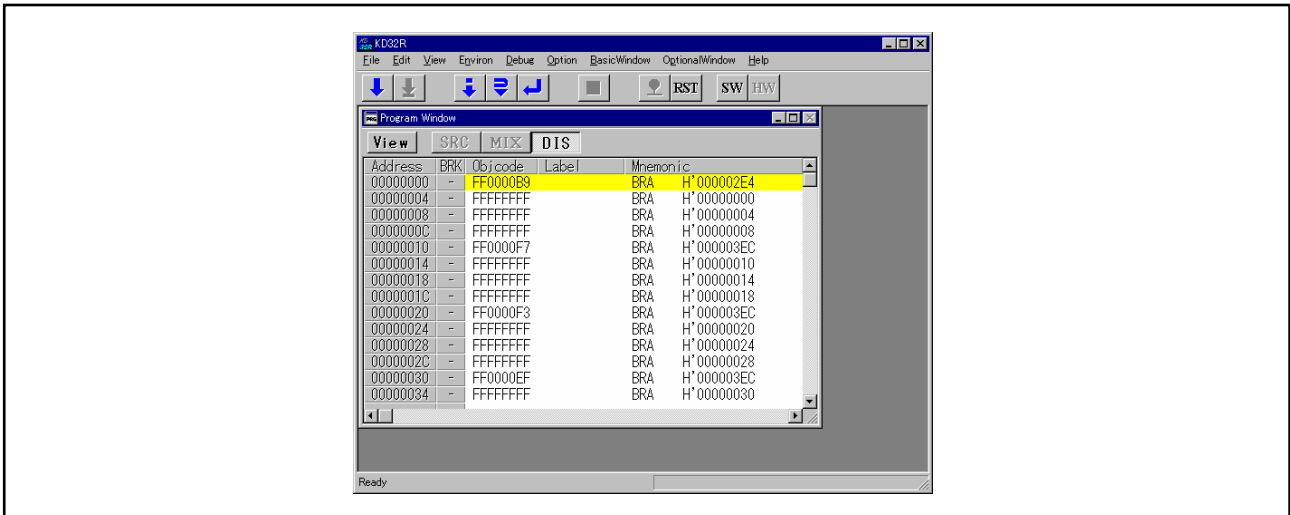 KD32R
File Edit View Environ Debug Option BasicWindow OptionalWindow Help
RST SW HW
Program Window
View SRC MIX DIS
Address BRK Objcode Label Mnemonic
00000000 - FF0000B9 BRA H'000002E4
00000004 - FFFFFFFF BRA H'00000000
00000008 - FFFFFFFF BRA H'00000004
0000000C - FFFFFFFF BRA H'00000008
00000010 - FF0000F7 BRA H'000003EC
00000014 - FFFFFFFF BRA H'00000010
00000018 - FFFFFFFF BRA H'00000014
0000001C - FFFFFFFF BRA H'00000018
00000020 - FF0000F3 BRA H'000003EC
00000024 - FFFFFFFF BRA H'00000020
00000028 - FFFFFFFF BRA H'00000024
0000002C - FFFFFFFF BRA H'00000028
00000030 - FF0000EF BRA H'000003EC
00000034 - FFFFFFFF BRA H'00000030
Ready